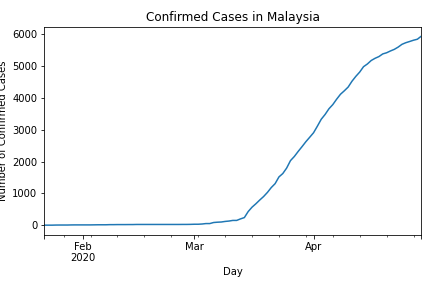 Confirmed Cases in Malaysia
6000
5000
4000
3000
2000
1000
0
Number of Confirmed Cases
Feb
2020
Mar
Apr
Day